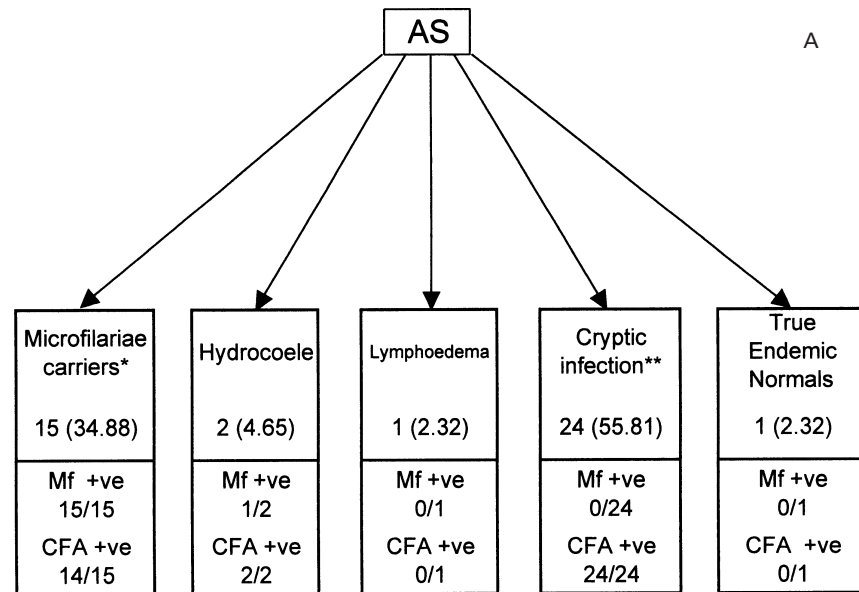 AS
A
Microfilariae
carriers*
15 (34.88)
Mf +ve
15/15
CFA +ve
14/15
Hydrocoele
2 (4.65)
Mf +ve
1/2
CFA +ve
2/2
Lymphoedema
1 (2.32)
Mf +ve
0/1
CFA +ve
0/1
Cryptic
infection**
24 (55.81)
Mf +ve
0/24
CFA +ve
24/24
True
Endemic
Normals
1 (2.32)
Mf +ve
0/1
CFA +ve
0/1